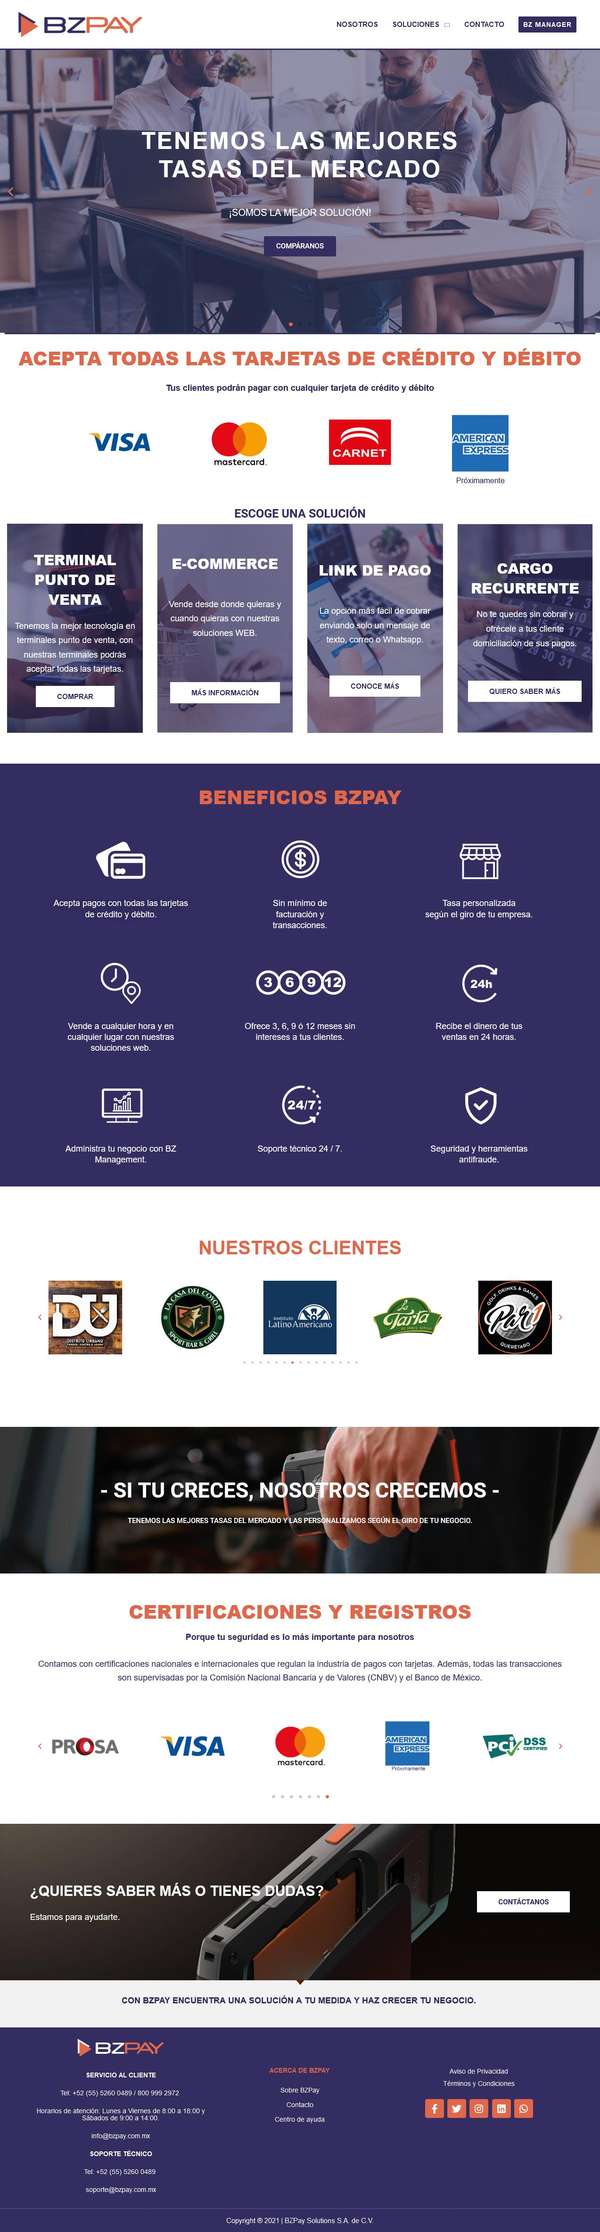 BZPAY
NOSOTROS SOLUCIONES CONTACTO BZ MANAGER
TENEMOS LAS MEJORES
TASAS DEL MERCADO
¡SOMOS LA MEJOR SOLUCIÓN!
COMPÁRANOS
ACEPTA TODAS LAS TARJETAS DE CRÉDITO Y DÉBITO
Tus clientes podrán pagar con cualquier tarjeta de crédito y débito
VISA
mastercard.
CARNET
AMERICAN
EXPRESS
Próximamente
ESCOGE UNA SOLUCIÓN
TERMINAL
PUNTO DE
VENTA
Tenemos la mejor tecnología en
terminales punto de venta, con
nuestras terminales podrás
aceptar todas las tarjetas.
COMPRAR
E-COMMERCE
Vende desde donde quieras y
cuando quieras con nuestras
soluciones WEB.
MÁS INFORMACIÓN
LINK DE PAGO
La opción más fácil de cobrar
enviando solo un mensaje de
texto, correo o Whatsapp.
CONOCE MÁS
CARGO
RECURRENTE
No te quedes sin cobrar y
ofrécele a tus cliente
domiciliación de sus pagos.
QUIERO SABER MÁS
BENEFICIOS BZPAY
Acepta pagos con todas las tarjetas
de crédito y débito.
Sin mínimo de
facturación y
transacciones.
Tasa personalizada
según el giro de tu empresa.
Vende a cualquier hora y en
cualquier lugar con nuestras
soluciones web.
3 6 9 12
Ofrece 3, 6, 9 ó 12 meses sin
intereses a tus clientes.
24h
Recibe el dinero de tus
ventas en 24 horas.
Administra tu negocio con BZ
Management.
24/7
Soporte técnico 24 / 7.
Seguridad y herramientas
antifraude.
NUESTROS CLIENTES
DU
DISTRITO URBANO
LA CASA DEL COYOTE
SPORT BAR & GRILL
Instituto
Latino Americano
La
Tarta
GOLF, DRINKS & GAMES
Par 1
QUERÉTARO
- SI TU CRECES, NOSOTROS CRECEMOS -
TENEMOS LAS MEJORES TASAS DEL MERCADO Y LAS PERSONALIZAMOS SEGÚN EL GIRO DE TU NEGOCIO.
CERTIFICACIONES Y REGISTROS
Porque tu seguridad es lo más importante para nosotros
Contamos con certificaciones nacionales e internacionales que regulan la industria de pagos con tarjetas. Además, todas las transacciones
son supervisadas por la Comisión Nacional Bancaria y de Valores (CNBV) y el Banco de México.
PROSA
VISA
mastercard.
AMERICAN
EXPRESS
Próximamente
PCI DSS
CERTIFIED
¿QUIERES SABER MÁS O TIENES DUDAS?
Estamos para ayudarte.
CONTÁCTANOS
CON BZPAY ENCUENTRA UNA SOLUCIÓN A TU MEDIDA Y HAZ CRECER TU NEGOCIO.
BZPAY
SERVICIO AL CLIENTE
Tel: +52 (55) 5260 0489 / 800 999 2972
Horarios de atención: Lunes a Viernes de 8:00 a 18:00 y
Sábados de 9:00 a 14:00.
info@bzpay.com.mx
SOPORTE TÉCNICO
Tel: +52 (55) 5260 0489
soporte@bzpay.com.mx
ACERCA DE BZPAY
Sobre BZPay
Contacto
Centro de ayuda
Aviso de Privacidad
Términos y Condiciones
Copyright ® 2021 | BZPay Solutions S.A. de C.V.